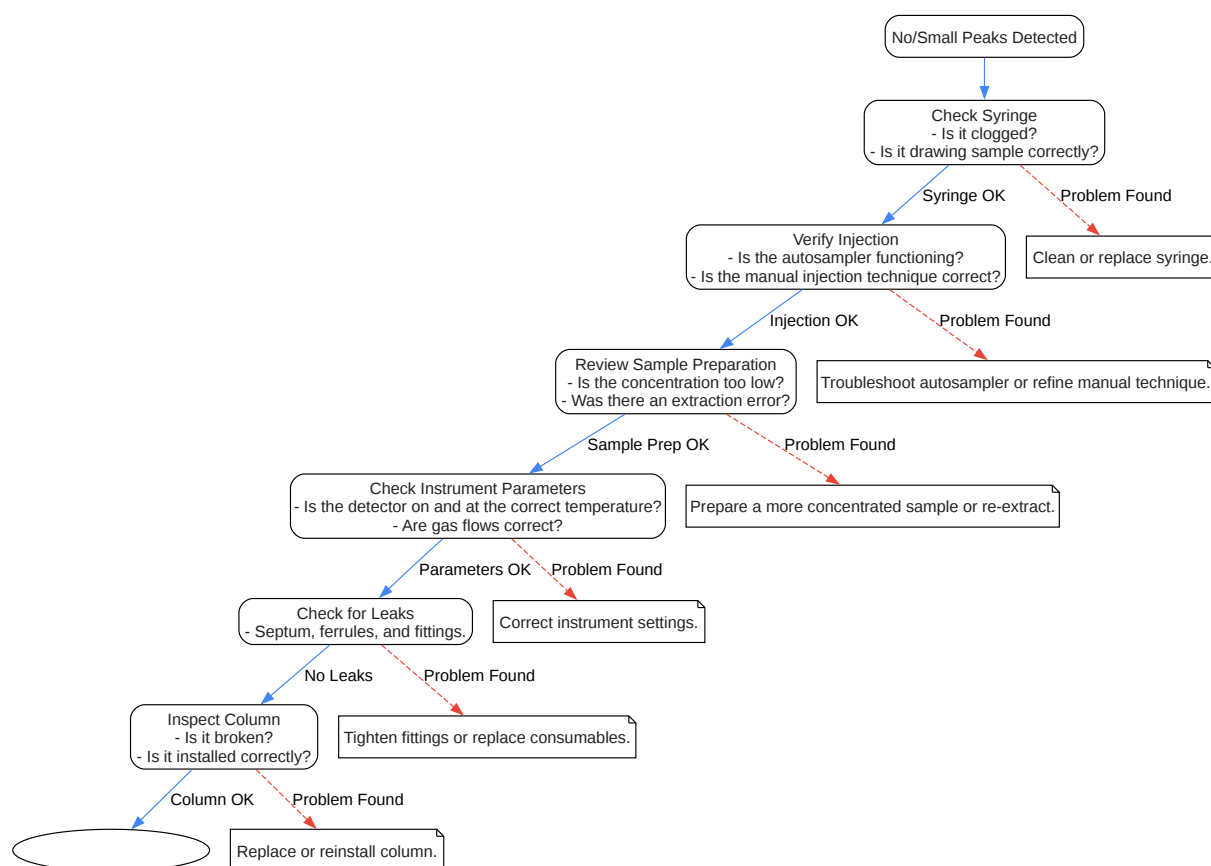 No/Small Peaks Detected
Check Syringe
- Is it clogged?
- Is it drawing sample correctly?
Syringe OK
Problem Found
Verify Injection
- Is the autosampler functioning?
- Is the manual injection technique correct?
Clean or replace syringe.
Injection OK
Problem Found
Review Sample Preparation
- Is the concentration too low?
- Was there an extraction error?
Troubleshoot autosampler or refine manual technique.
Sample Prep OK
Problem Found
Check Instrument Parameters
- Is the detector on and at the correct temperature?
- Are gas flows correct?
Prepare a more concentrated sample or re-extract.
Parameters OK
Problem Found
Check for Leaks
- Septum, ferrules, and fittings.
Correct instrument settings.
No Leaks
Problem Found
Inspect Column
- Is it broken?
- Is it installed correctly?
Tighten fittings or replace consumables.
Column OK
Problem Found
Replace or reinstall column.